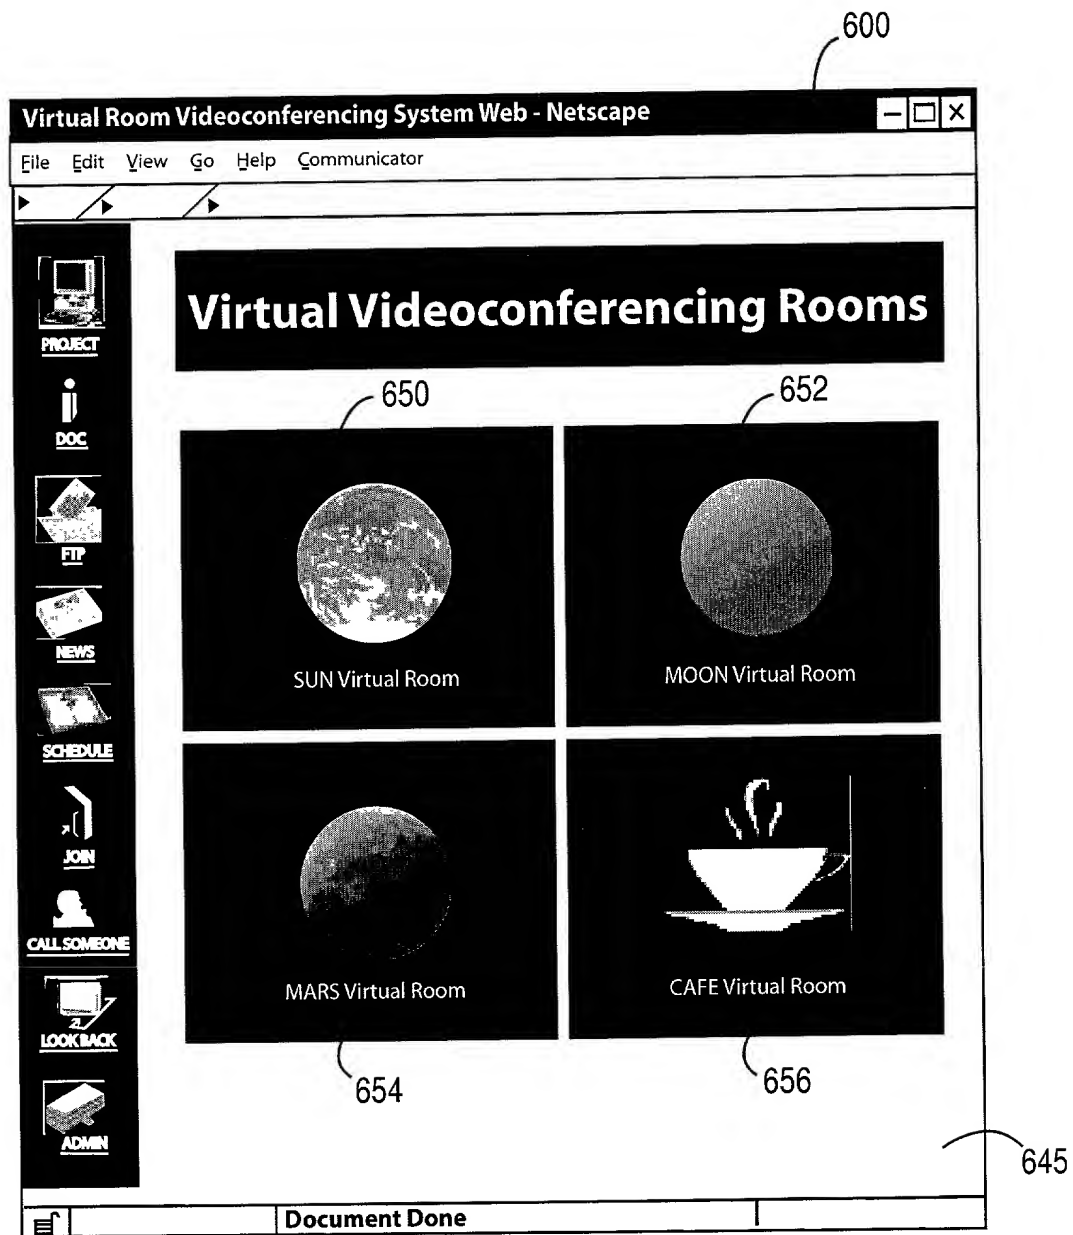 600
Virtual Room Videoconferencing System Web - Netscape
File Edit View Go Help Communicator
Virtual Videoconferencing Rooms
PROJECT
DOC
FTP
NEWS
SCHEDULE
JOIN
CALL SOMEONE
LOOK BACK
ADMIN
650
652
SUN Virtual Room
MOON Virtual Room
MARS Virtual Room
CAFE Virtual Room
654
656
645
Document Done